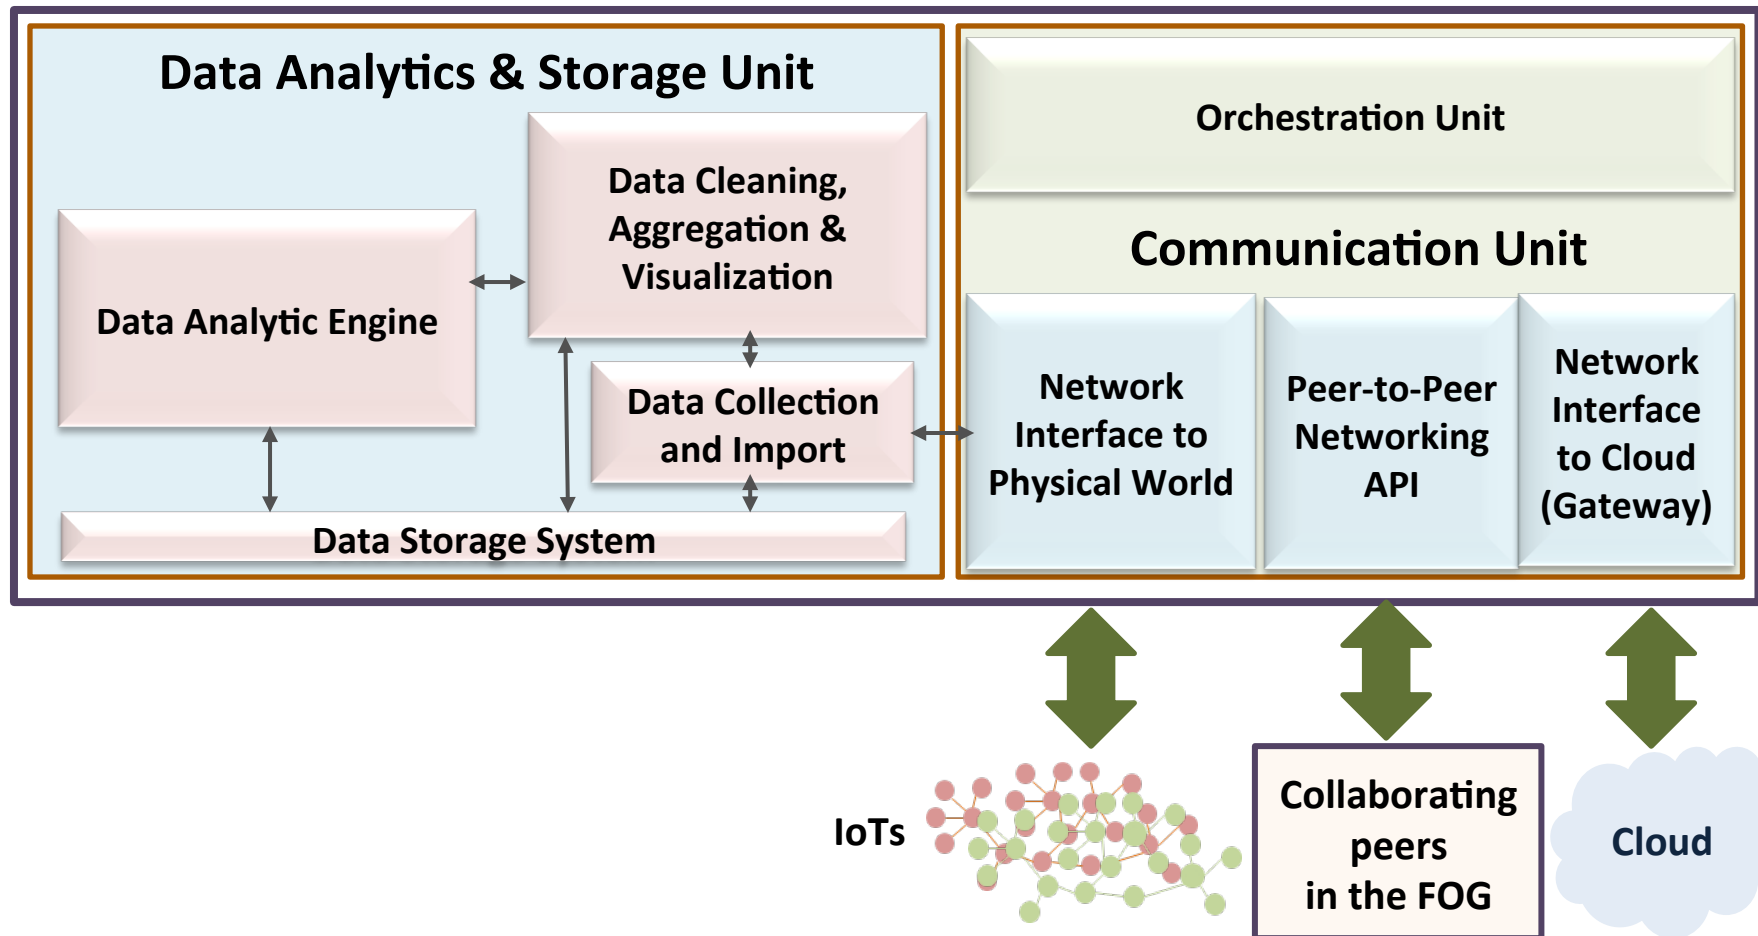 Data Analytics & Storage Unit
Data Cleaning,
Aggregation &
Visualization
Data Analytic Engine
Data Collection
and Import
Data Storage System
Orchestration Unit
Communication Unit
Network
Interface to
Physical World
Peer-to-Peer
Networking
API
Network
Interface
to Cloud
(Gateway)
IoTs
Collaborating
peers
in the FOG
Cloud